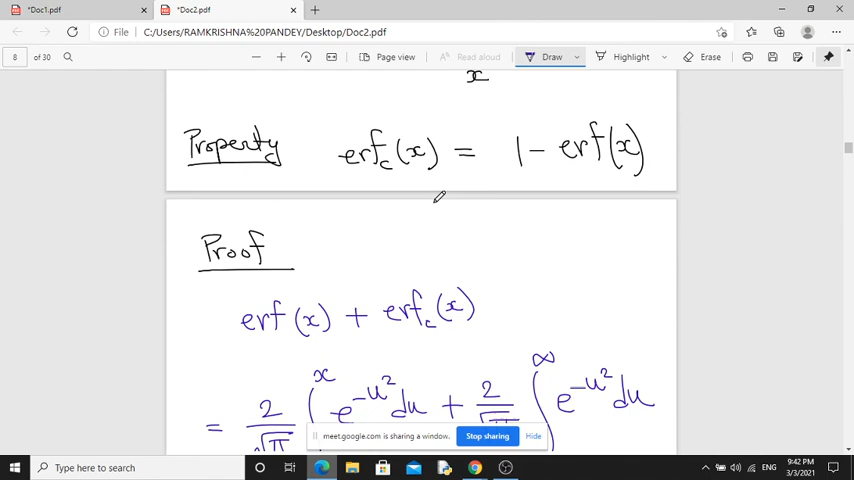 *Doc1.pdf
*Doc2.pdf
File C:/Users/RAMKRISHNA%20PANDEY/Desktop/Doc2.pdf
8 of 30 Page view Read aloud Draw Highlight Erase
x
Property erf_c(x) = 1 - erf(x)
Proof
erf(x) + erf_c(x)
= 2/√π ∫^x e^{-u^2} du + 2/√π ∫^∞ e^{-u^2} du
meet.google.com is sharing a window. Stop sharing Hide
Type here to search
ENG
9:42 PM
3/3/2021